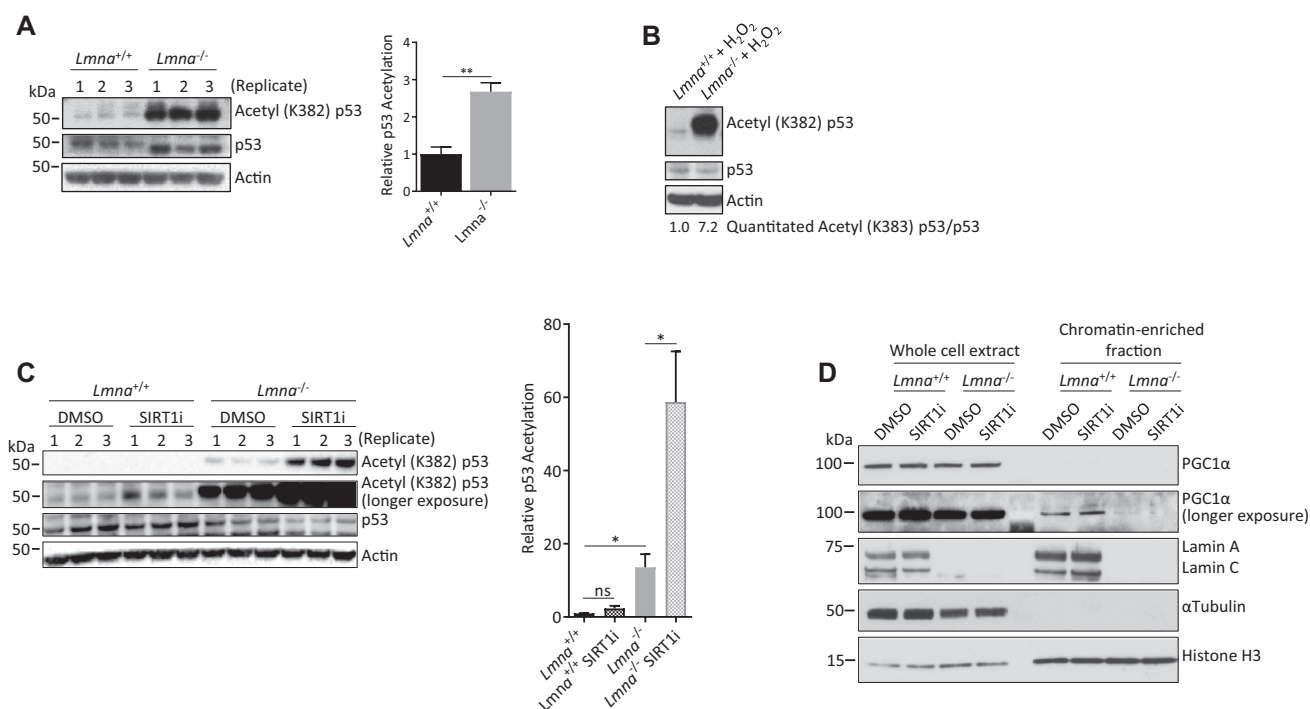 A
Lmna+/+ Lmna-/-
1 2 3 1 2 3 (Replicate)
kDa
50 Acetyl (K382) p53
50 p53
50
Actin
Relative p53 Acetylation
4
3
2
1
0
**
Lmna+/+
Lmna-/-
B
Lmna+/+ + H2O2
Lmna-/- + H2O2
Acetyl (K382) p53
p53
Actin
1.0 7.2 Quantitated Acetyl (K383) p53/p53
C
Lmna+/+ Lmna-/-
DMSO SIRT1i DMSO SIRT1i
1 2 3 1 2 3 1 2 3 1 2 3 (Replicate)
kDa
50 Acetyl (K382) p53
50 Acetyl (K382) p53
(longer exposure)
50 p53
50 Actin
Relative p53 Acetylation
80
60
40
20
0
ns
*
*
Lmna+/+
Lmna+/+ SIRT1i
Lmna-/-
Lmna-/- SIRT1i
D
Whole cell extract
Chromatin-enriched
fraction
Lmna+/+ Lmna-/- Lmna+/+ Lmna-/-
DMSO SIRT1i DMSO SIRT1i DMSO SIRT1i DMSO SIRT1i
kDa
100 PGC1α
100 PGC1α
(longer exposure)
75 Lamin A
Lamin C
50 αTubulin
15 Histone H3